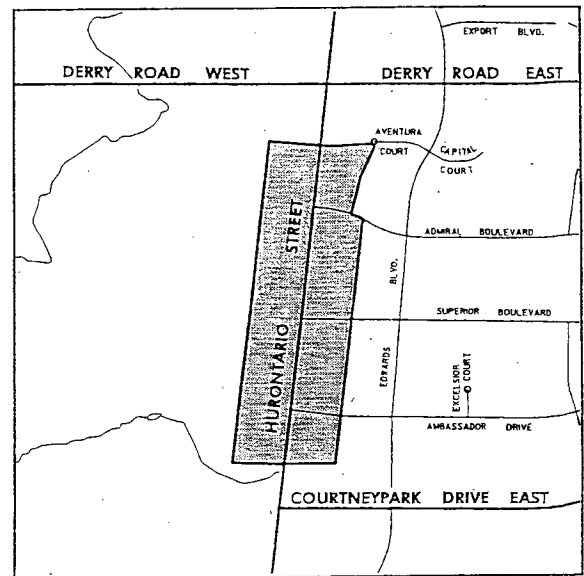 EXPORT BLVD.
DERRY ROAD WEST
DERRY ROAD EAST
AVENTURA
COURT
CAPITAL
COURT
HURONTARIO STREET
ADMIRAL BOULEVARD
EDWARDS BLVD.
SUPERIOR BOULEVARD
EXCELSIOR
COURT
AMBASSADOR DRIVE
COURTNEYPARK DRIVE EAST